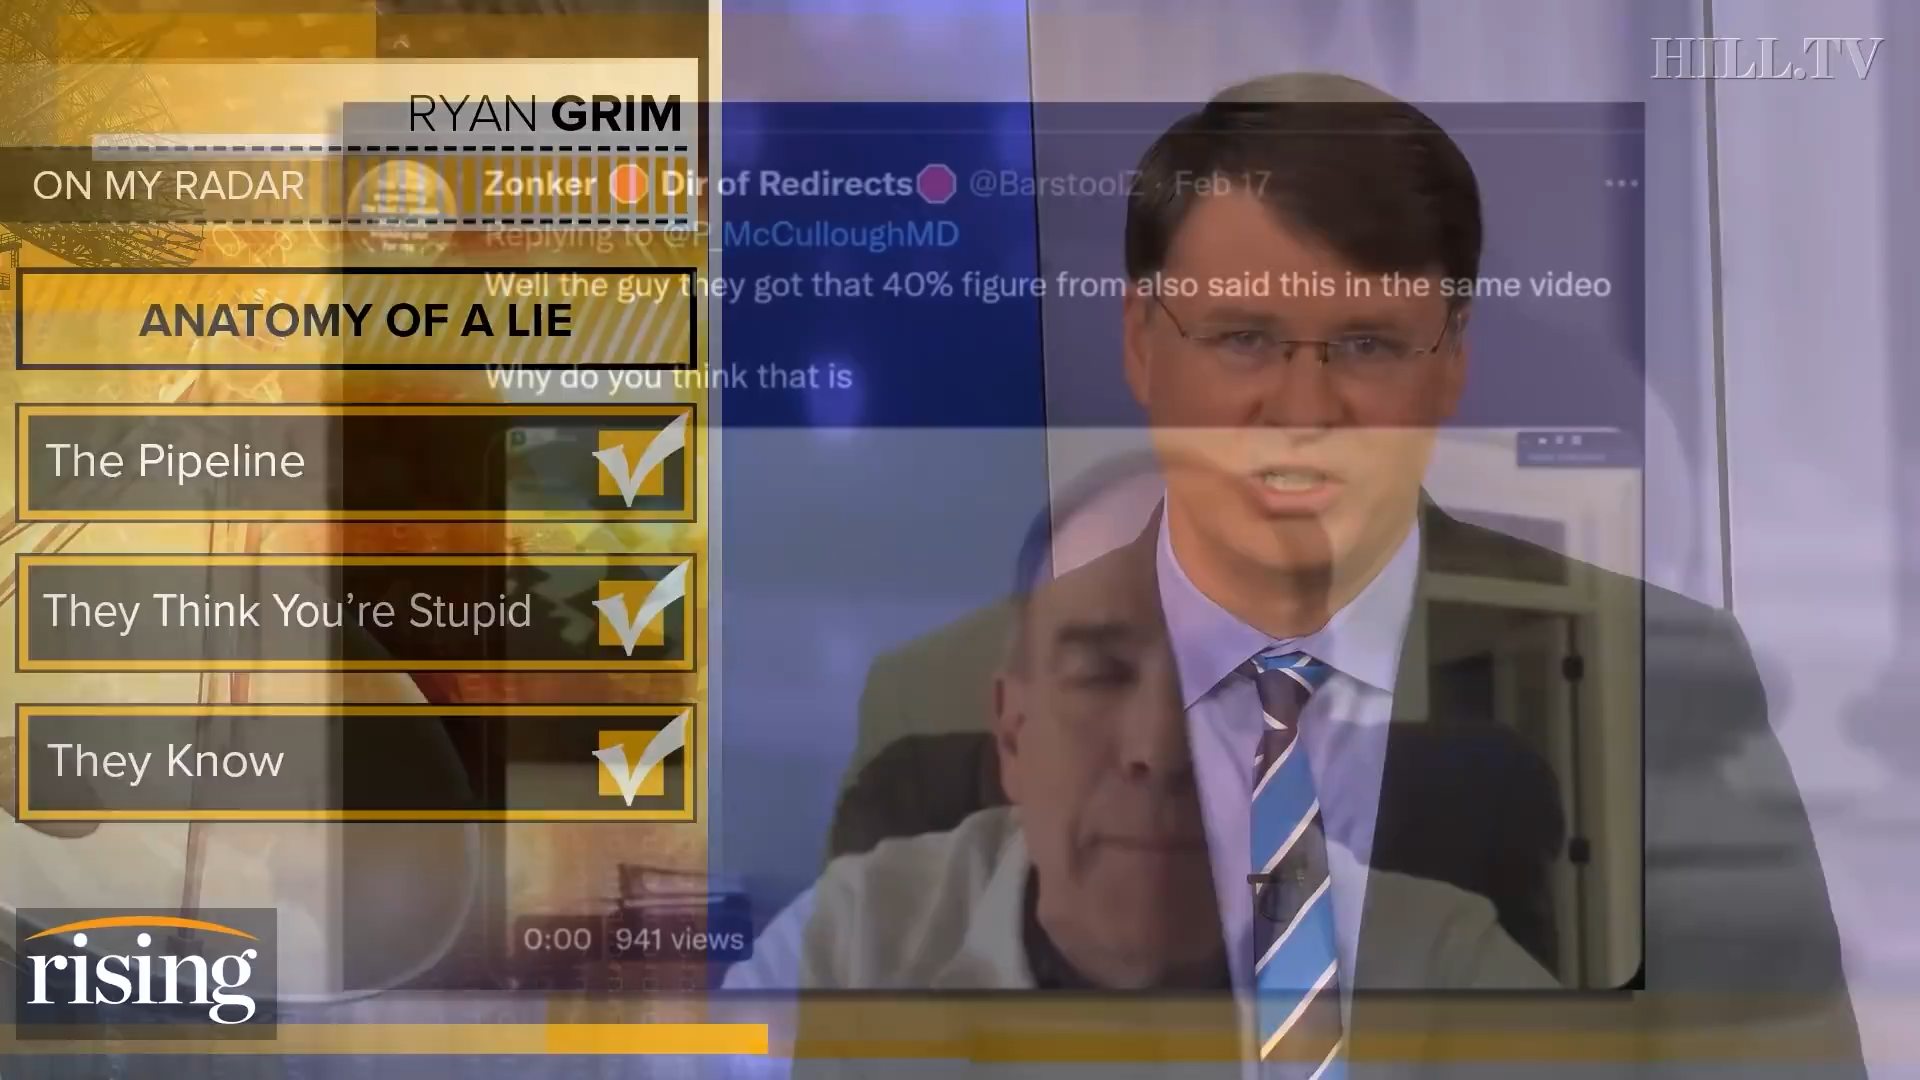 HILL.TV
RYAN GRIM
ON MY RADAR
ANATOMY OF A LIE
The Pipeline
They Think You're Stupid
They Know
rising
Zonker 🛑 Dir of Redirects🛑 @BarstoolZ · Feb 17
Replying to @P_McCulloughMD
Well the guy they got that 40% figure from also said this in the same video
Why do you think that is
0:00 941 views